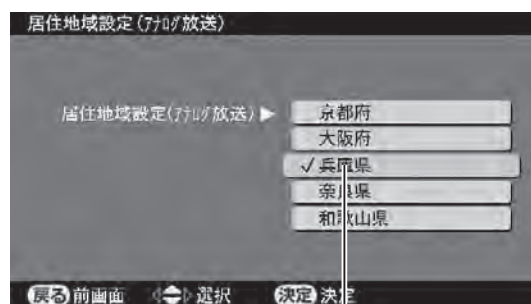 居住地域設定(ｱﾅﾛｸﾞ放送)
居住地域設定(ｱﾅﾛｸﾞ放送)▶
京都府
大阪府
✓兵庫県
奈良県
和歌山県
戻る 前画面 選択 決定 決定